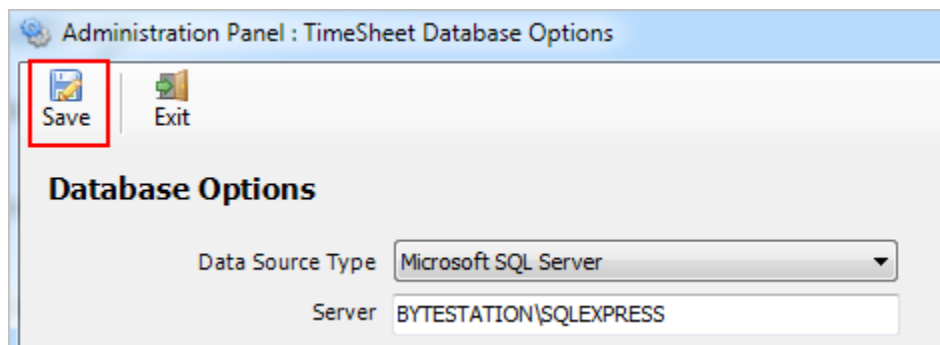 Administration Panel : TimeSheet Database Options
Save Exit
Database Options
Data Source Type Microsoft SQL Server
Server BYTESTATION\SQLEXPRESS